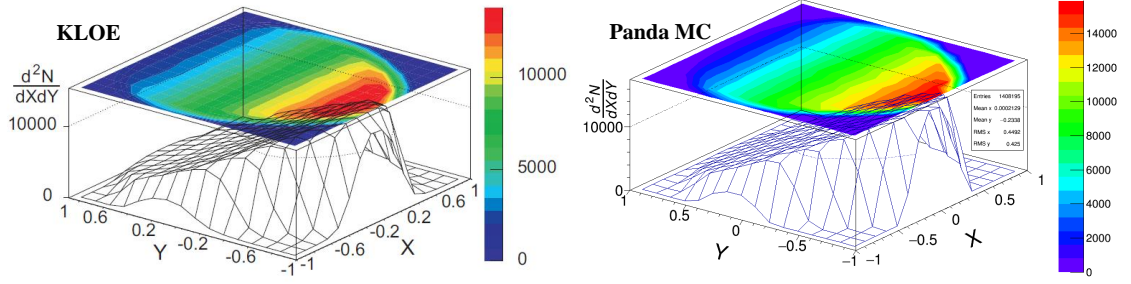 KLOE
d²N
dXdY
10000
0
1
0.6
0.2
-0.2
-0.6
-1
Y
-1
-0.6
-0.2
0.2
0.6
1
X
10000
5000
0
Panda MC
d²N
dXdY
10000
0
1
0.5
0
−0.5
−1
Y
−1
−0.5
0
0.5
1
X
Entries 1408195
Mean x 0.0002129
Mean y −0.2338
RMS x 0.4492
RMS y 0.425
14000
12000
10000
8000
6000
4000
2000
0